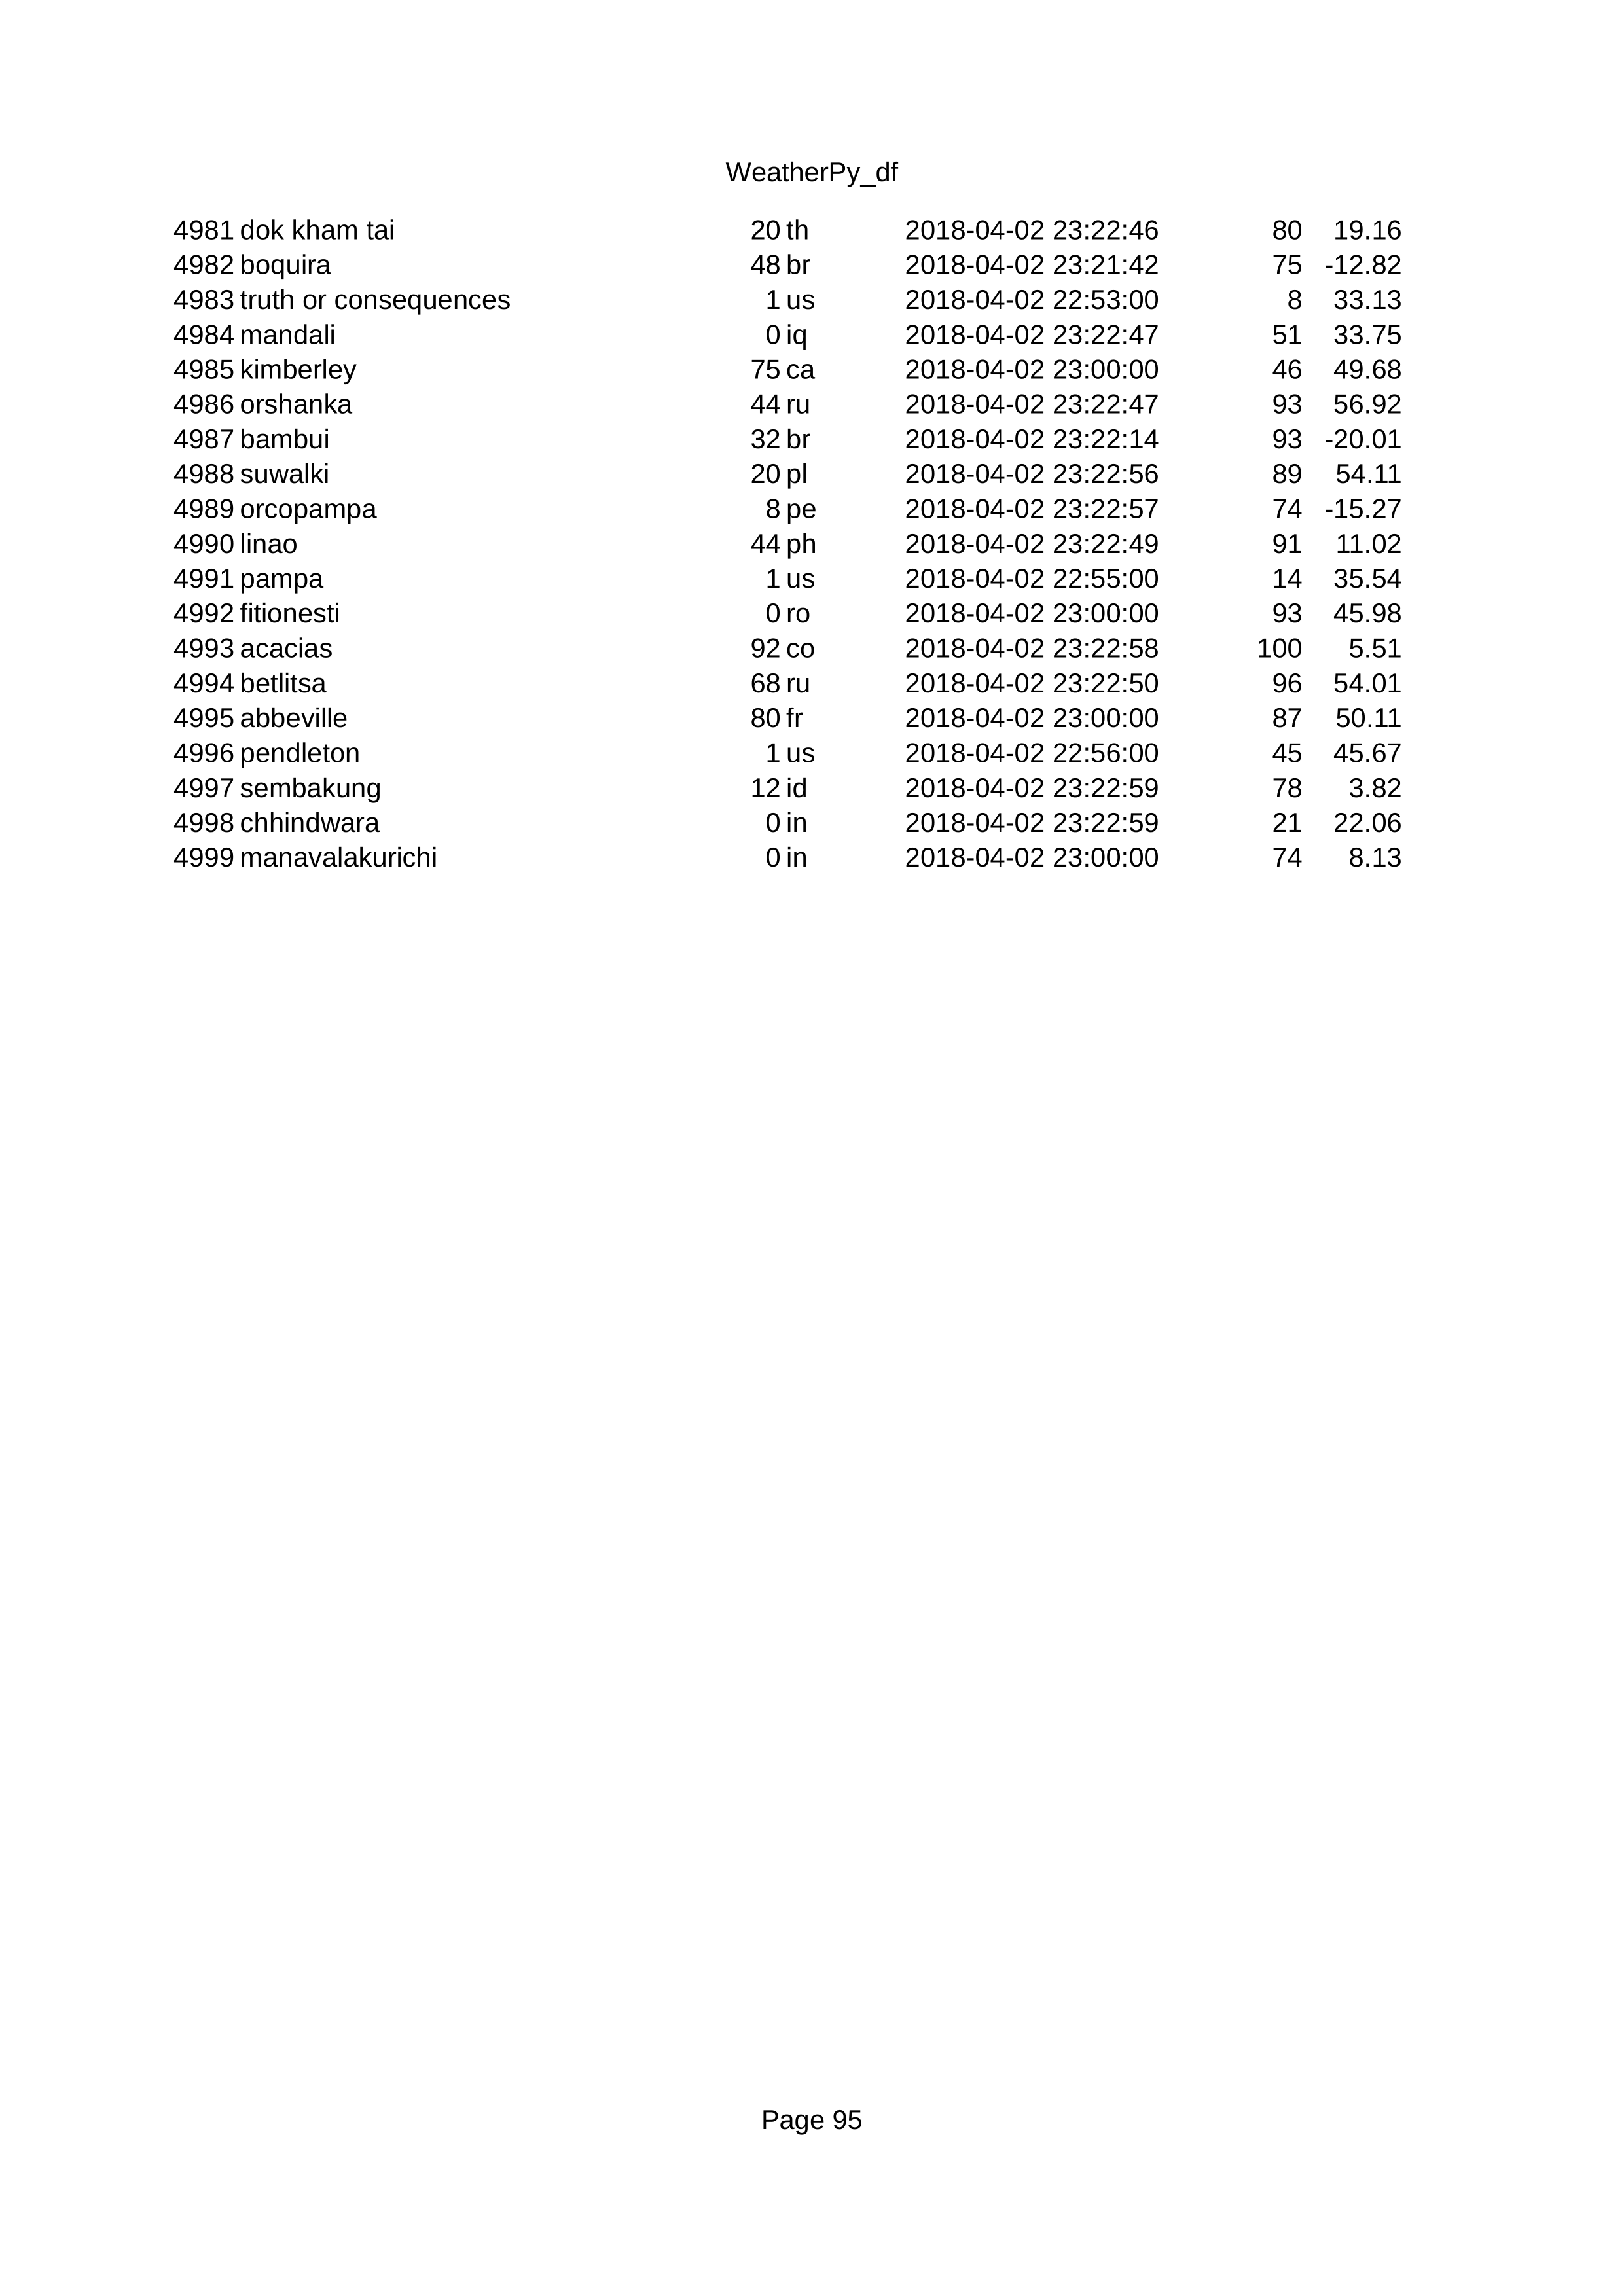 WeatherPy_df
4981 dok kham tai 20 th 2018-04-02 23:22:46 80 19.16
4982 boquira 48 br 2018-04-02 23:21:42 75 -12.82
4983 truth or consequences 1 us 2018-04-02 22:53:00 8 33.13
4984 mandali 0 iq 2018-04-02 23:22:47 51 33.75
4985 kimberley 75 ca 2018-04-02 23:00:00 46 49.68
4986 orshanka 44 ru 2018-04-02 23:22:47 93 56.92
4987 bambui 32 br 2018-04-02 23:22:14 93 -20.01
4988 suwalki 20 pl 2018-04-02 23:22:56 89 54.11
4989 orcopampa 8 pe 2018-04-02 23:22:57 74 -15.27
4990 linao 44 ph 2018-04-02 23:22:49 91 11.02
4991 pampa 1 us 2018-04-02 22:55:00 14 35.54
4992 fitionesti 0 ro 2018-04-02 23:00:00 93 45.98
4993 acacias 92 co 2018-04-02 23:22:58 100 5.51
4994 betlitsa 68 ru 2018-04-02 23:22:50 96 54.01
4995 abbeville 80 fr 2018-04-02 23:00:00 87 50.11
4996 pendleton 1 us 2018-04-02 22:56:00 45 45.67
4997 sembakung 12 id 2018-04-02 23:22:59 78 3.82
4998 chhindwara 0 in 2018-04-02 23:22:59 21 22.06
4999 manavalakurichi 0 in 2018-04-02 23:00:00 74 8.13
Page 95